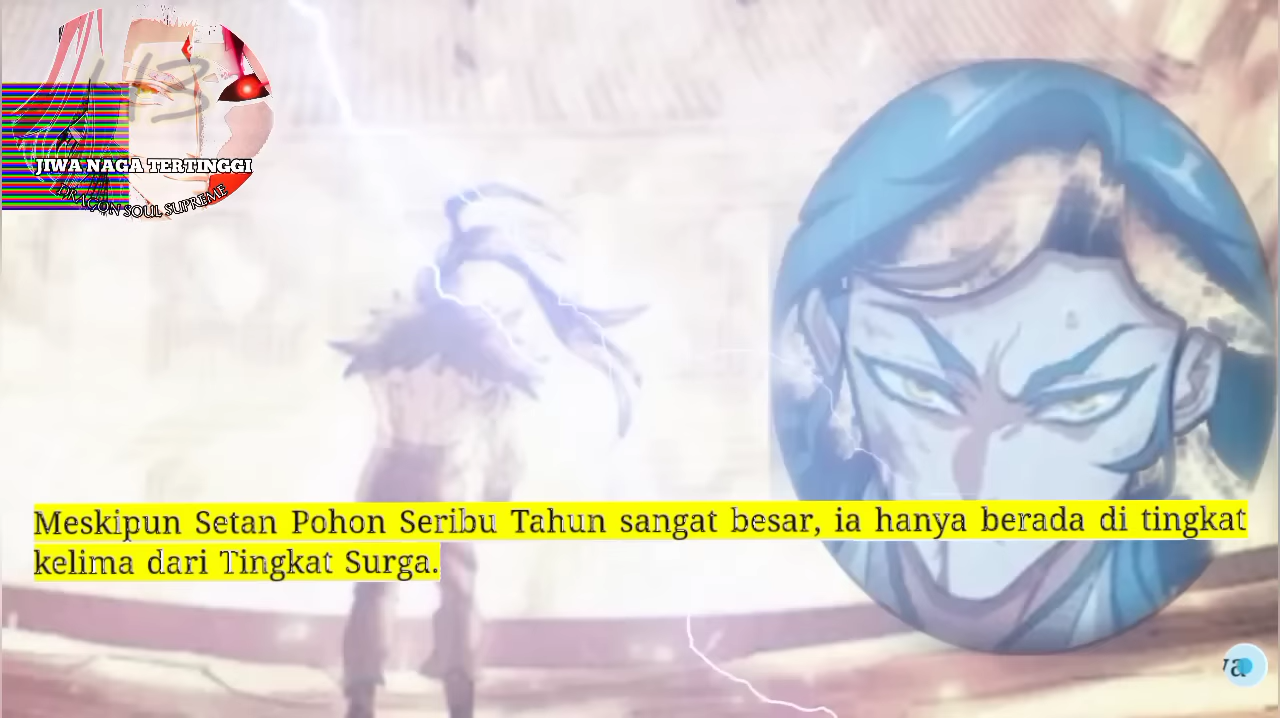 43
JIWA NAGA TERTINGGI
DRAGON SOUL SUPREME
Meskipun Setan Pohon Seribu Tahun sangat besar, ia hanya berada di tingkat
kelima dari Tingkat Surga.